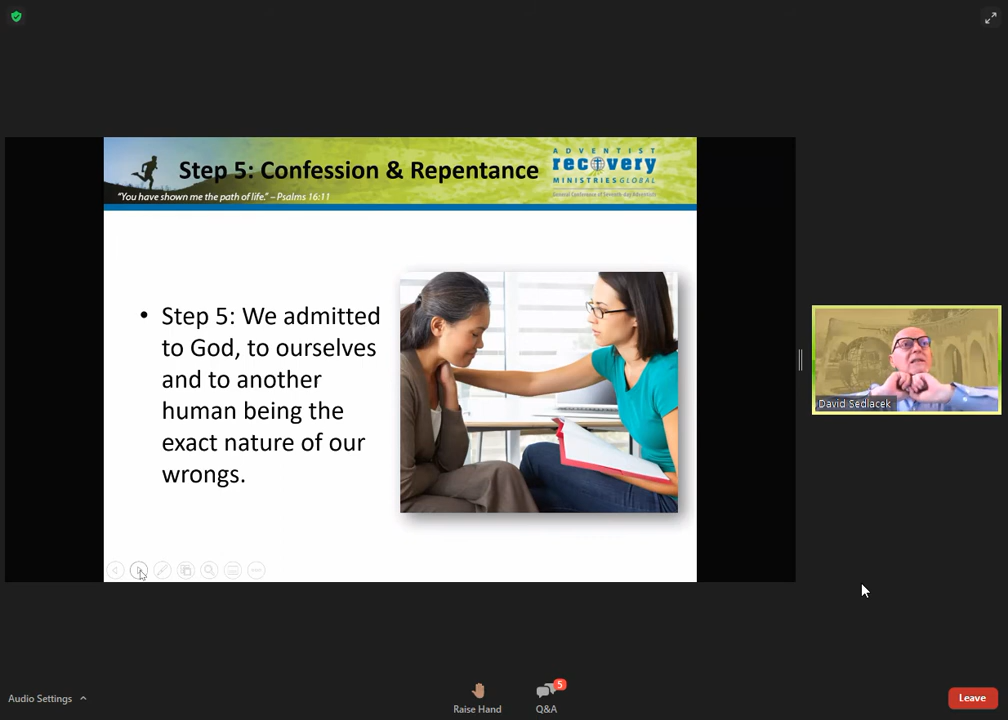 Step 5: Confession & Repentance
"You have shown me the path of life." – Psalms 16:11
ADVENTIST
recovery
MINISTRIES GLOBAL
General Conference of Seventh-day Adventists
• Step 5: We admitted
to God, to ourselves
and to another
human being the
exact nature of our
wrongs.
David Sedlacek
Audio Settings
Raise Hand
5
Q&A
Leave